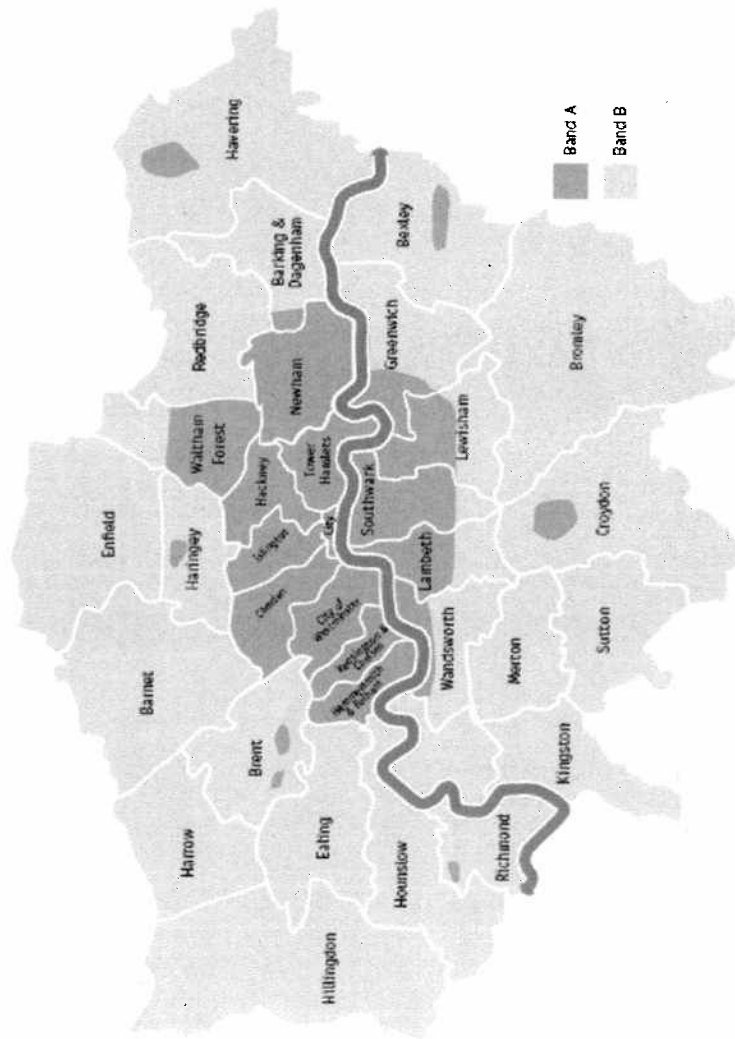 Enfield
Barnet
Harrow
Haringey
Waltham
Forest
Redbridge
Havering
Hillingdon
Brent
Camden
Islington
Hackney
Barking &
Dagenham
Newham
Ealing
City of
Westminster
City
Tower
Hamlets
Kensington &
Chelsea
Hammersmith
& Fulham
Hounslow
Southwark
Greenwich
Bexley
Richmond
Wandsworth
Lambeth
Lewisham
Merton
Kingston
Sutton
Croydon
Bromley
Band A
Band B